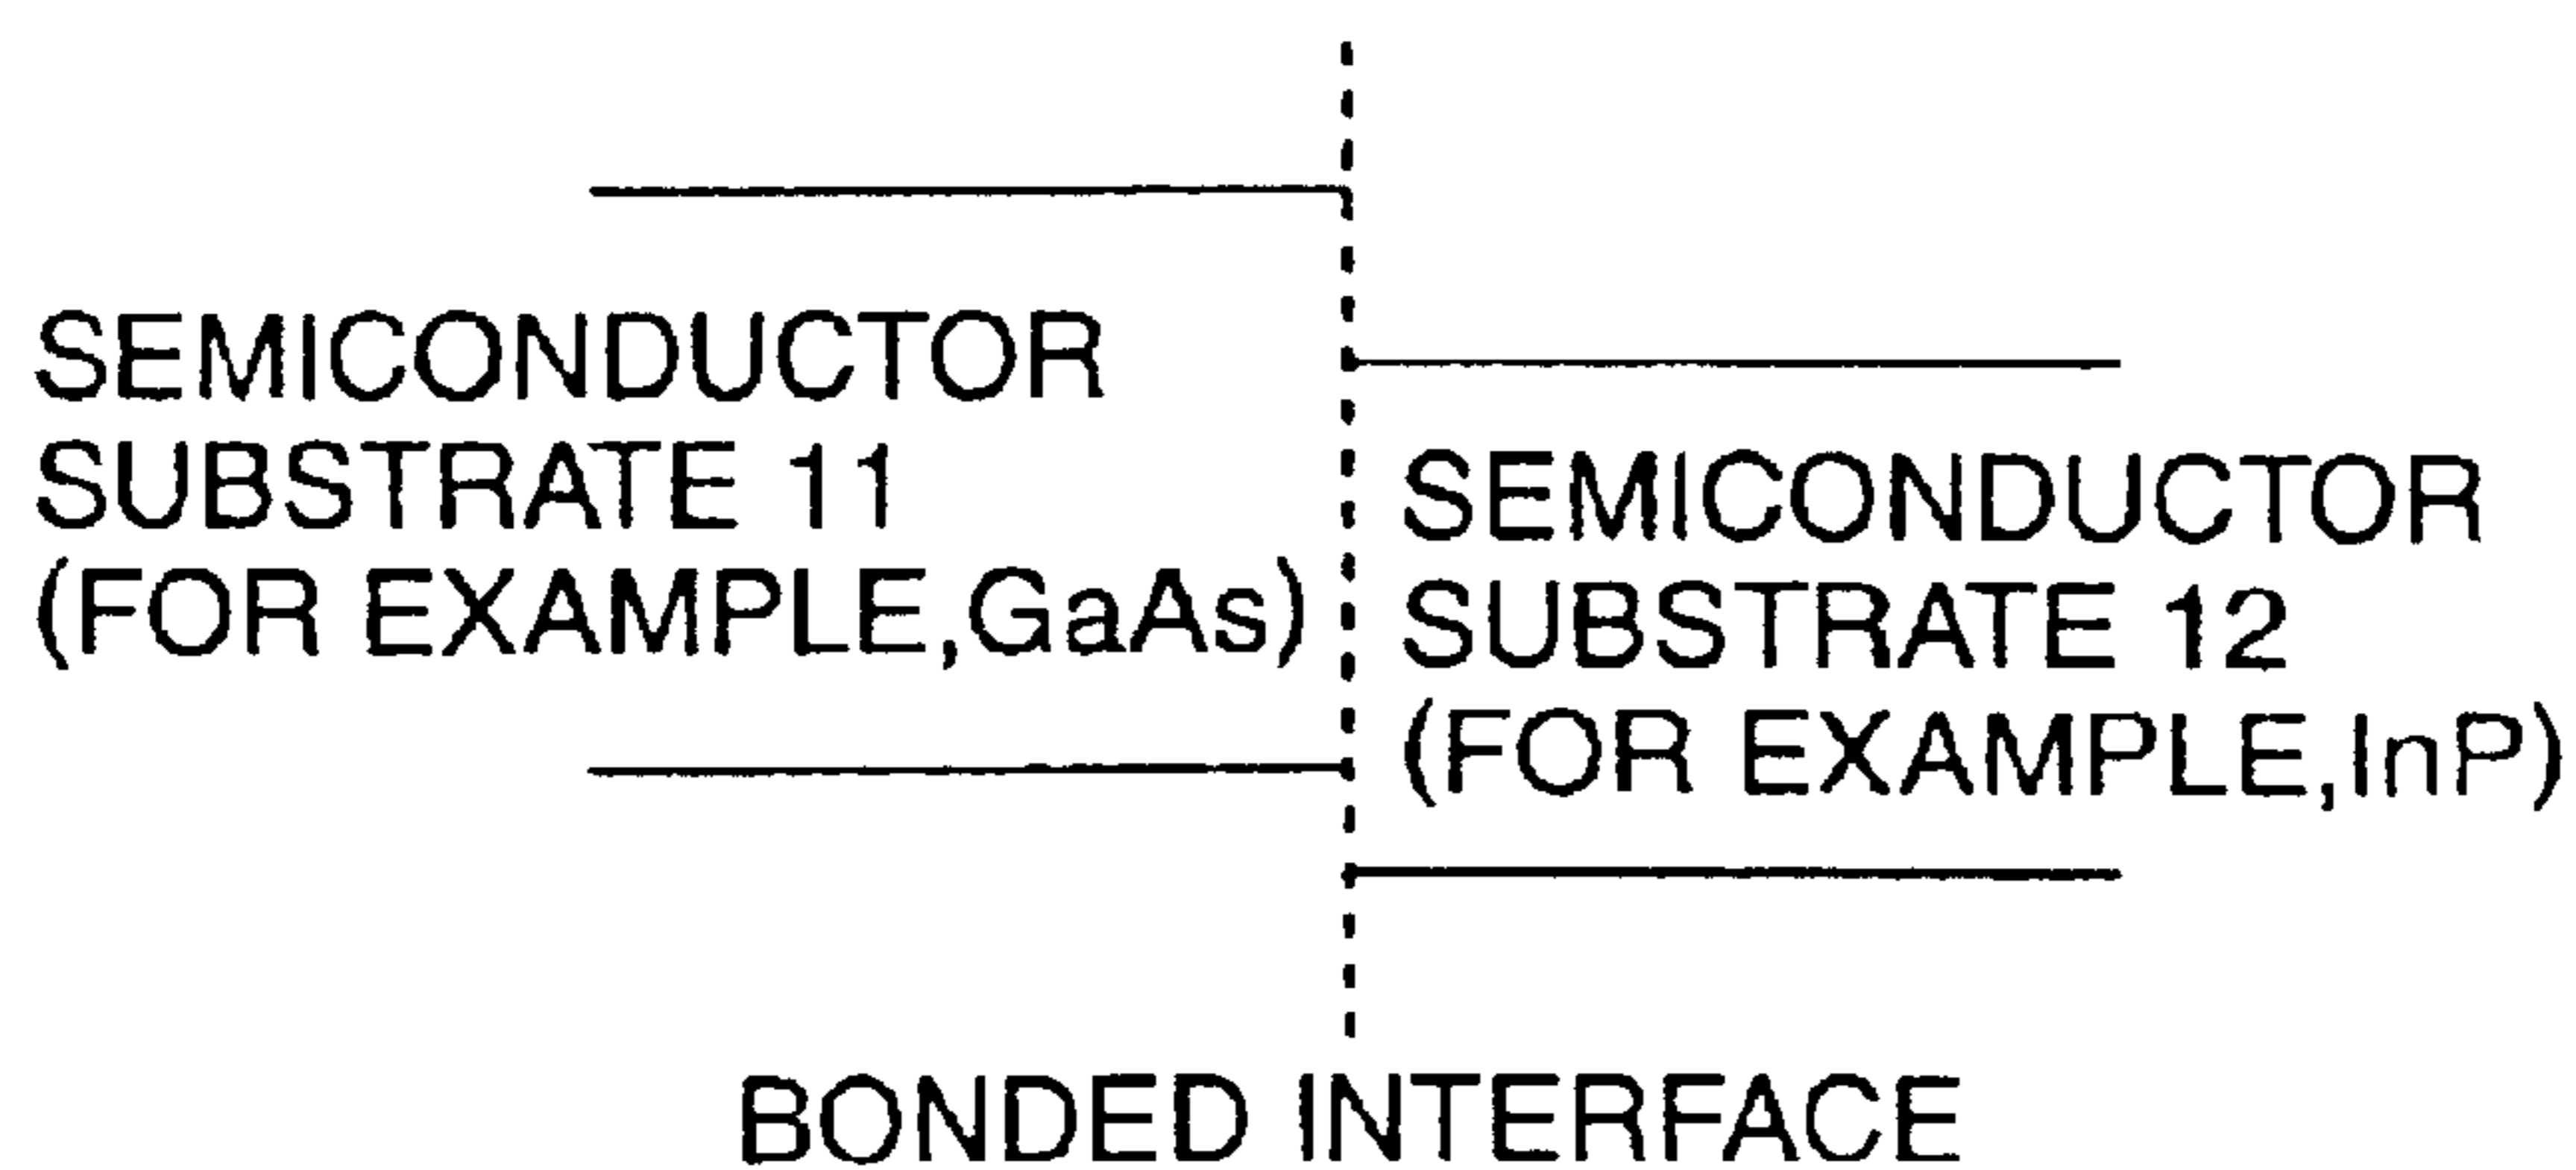 SEMICONDUCTOR
SUBSTRATE 11
(FOR EXAMPLE,GaAs)
SEMICONDUCTOR
SUBSTRATE 12
(FOR EXAMPLE,InP)
BONDED INTERFACE